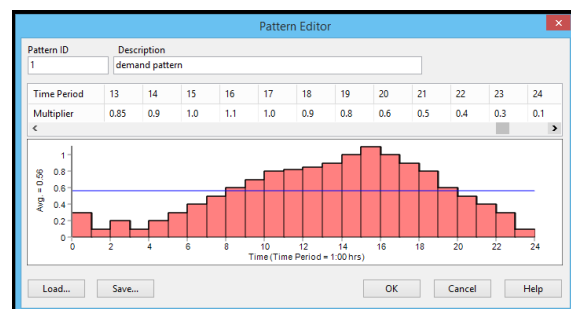 Pattern Editor
×
Pattern ID Description
1 demand pattern
Time Period 13 14 15 16 17 18 19 20 21 22 23 24
Multiplier 0.85 0.9 1.0 1.1 1.0 0.9 0.8 0.6 0.5 0.4 0.3 0.1
Avg. = 0.56
1
0.8
0.6
0.4
0.2
0
0 2 4 6 8 10 12 14 16 18 20 22 24
Time (Time Period = 1:00 hrs)
Load... Save... OK Cancel Help